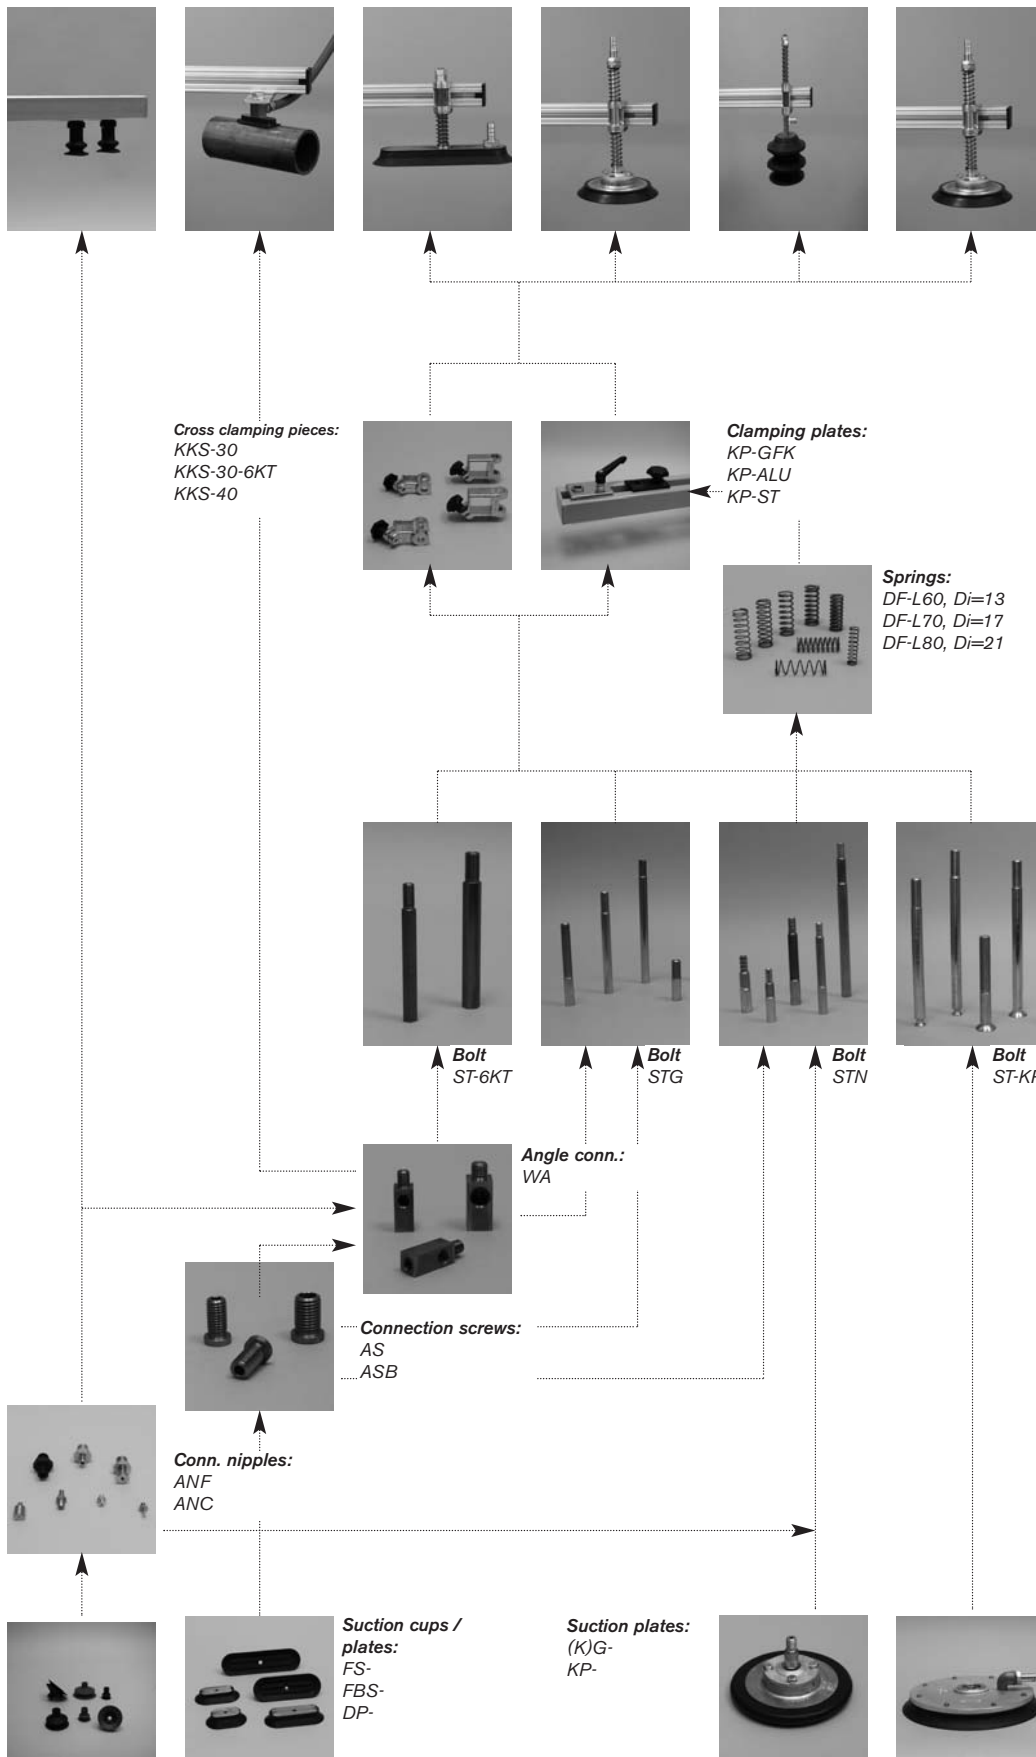 Cross clamping pieces:
KKS-30
KKS-30-6KT
KKS-40
Clamping plates:
KP-GFK
KP-ALU
KP-ST
Springs:
DF-L60, Di=13
DF-L70, Di=17
DF-L80, Di=21
Bolt
ST-6KT
Bolt
STG
Bolt
STN
Bolt
Angle conn.:
WA
Connection screws:
AS
ASB
Conn. nipples:
ANF
ANC
Suction cups /
plates:
FS-
FBS-
DP-
Suction plates:
(K)G-
KP-